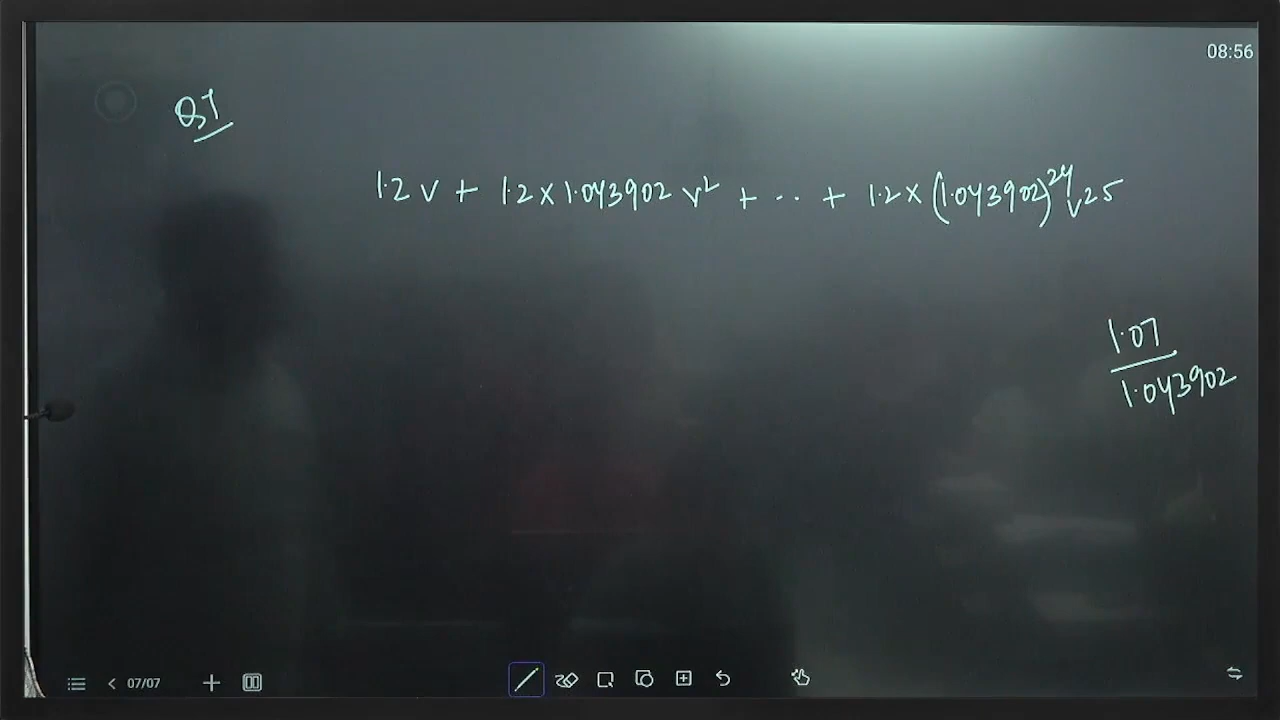 08:56
Q7
1.2 v + 1.2 × 1.043902 v² + .. + 1.2 × (1.043902)²⁴ v25
1.07
1.043902
07/07